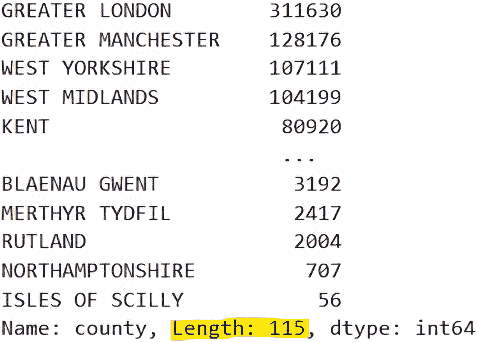 GREATER LONDON 311630
GREATER MANCHESTER 128176
WEST YORKSHIRE 107111
WEST MIDLANDS 104199
KENT 80920
...
BLAENAU GWENT 3192
MERTHYR TYDFIL 2417
RUTLAND 2004
NORTHAMPTONSHIRE 707
ISLES OF SCILLY 56
Name: county, Length: 115, dtype: int64